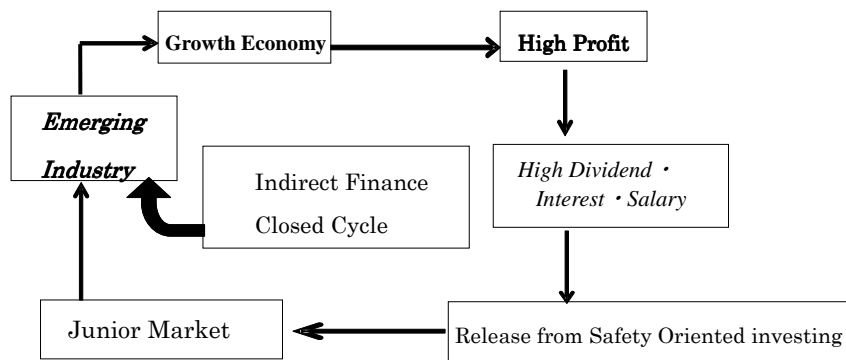 Growth Economy
High Profit
Emerging
Industry
Indirect Finance
Closed Cycle
High Dividend・
Interest・Salary
Junior Market
Release from Safety Oriented investing